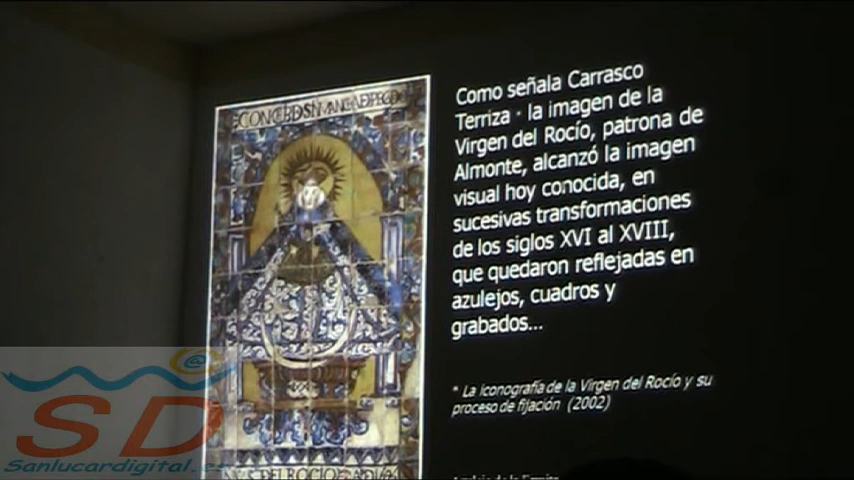 Como señala Carrasco
Terriza * la imagen de la
Virgen del Rocío, patrona de
Almonte, alcanzó la imagen
visual hoy conocida, en
sucesivas transformaciones
de los siglos XVI al XVIII,
que quedaron reflejadas en
azulejos, cuadros y
grabados...
* La iconografía de la Virgen del Rocío y su
proceso de fijación (2002)
SD
Sanlucardigital.es